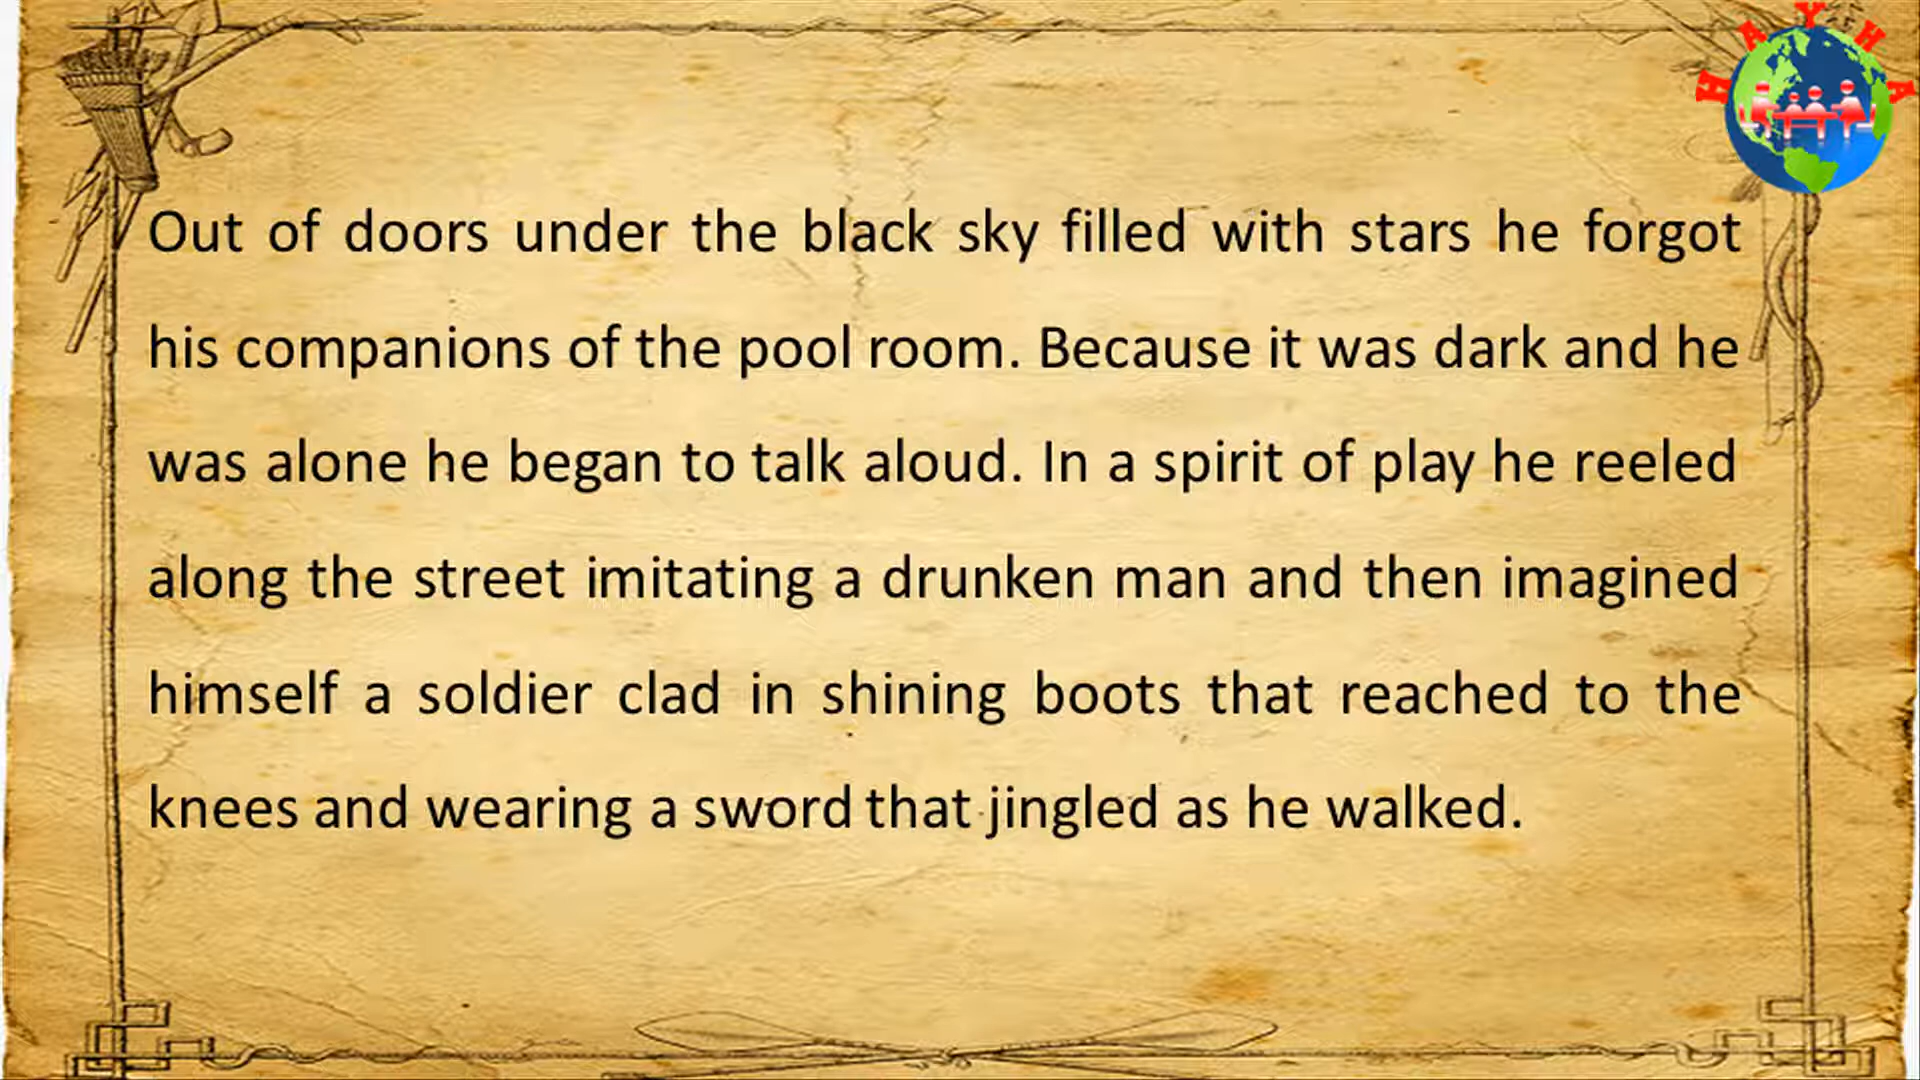 HAYHA
Out of doors under the black sky filled with stars he forgot
his companions of the pool room. Because it was dark and he
was alone he began to talk aloud. In a spirit of play he reeled
along the street imitating a drunken man and then imagined
himself a soldier clad in shining boots that reached to the
knees and wearing a sword that jingled as he walked.